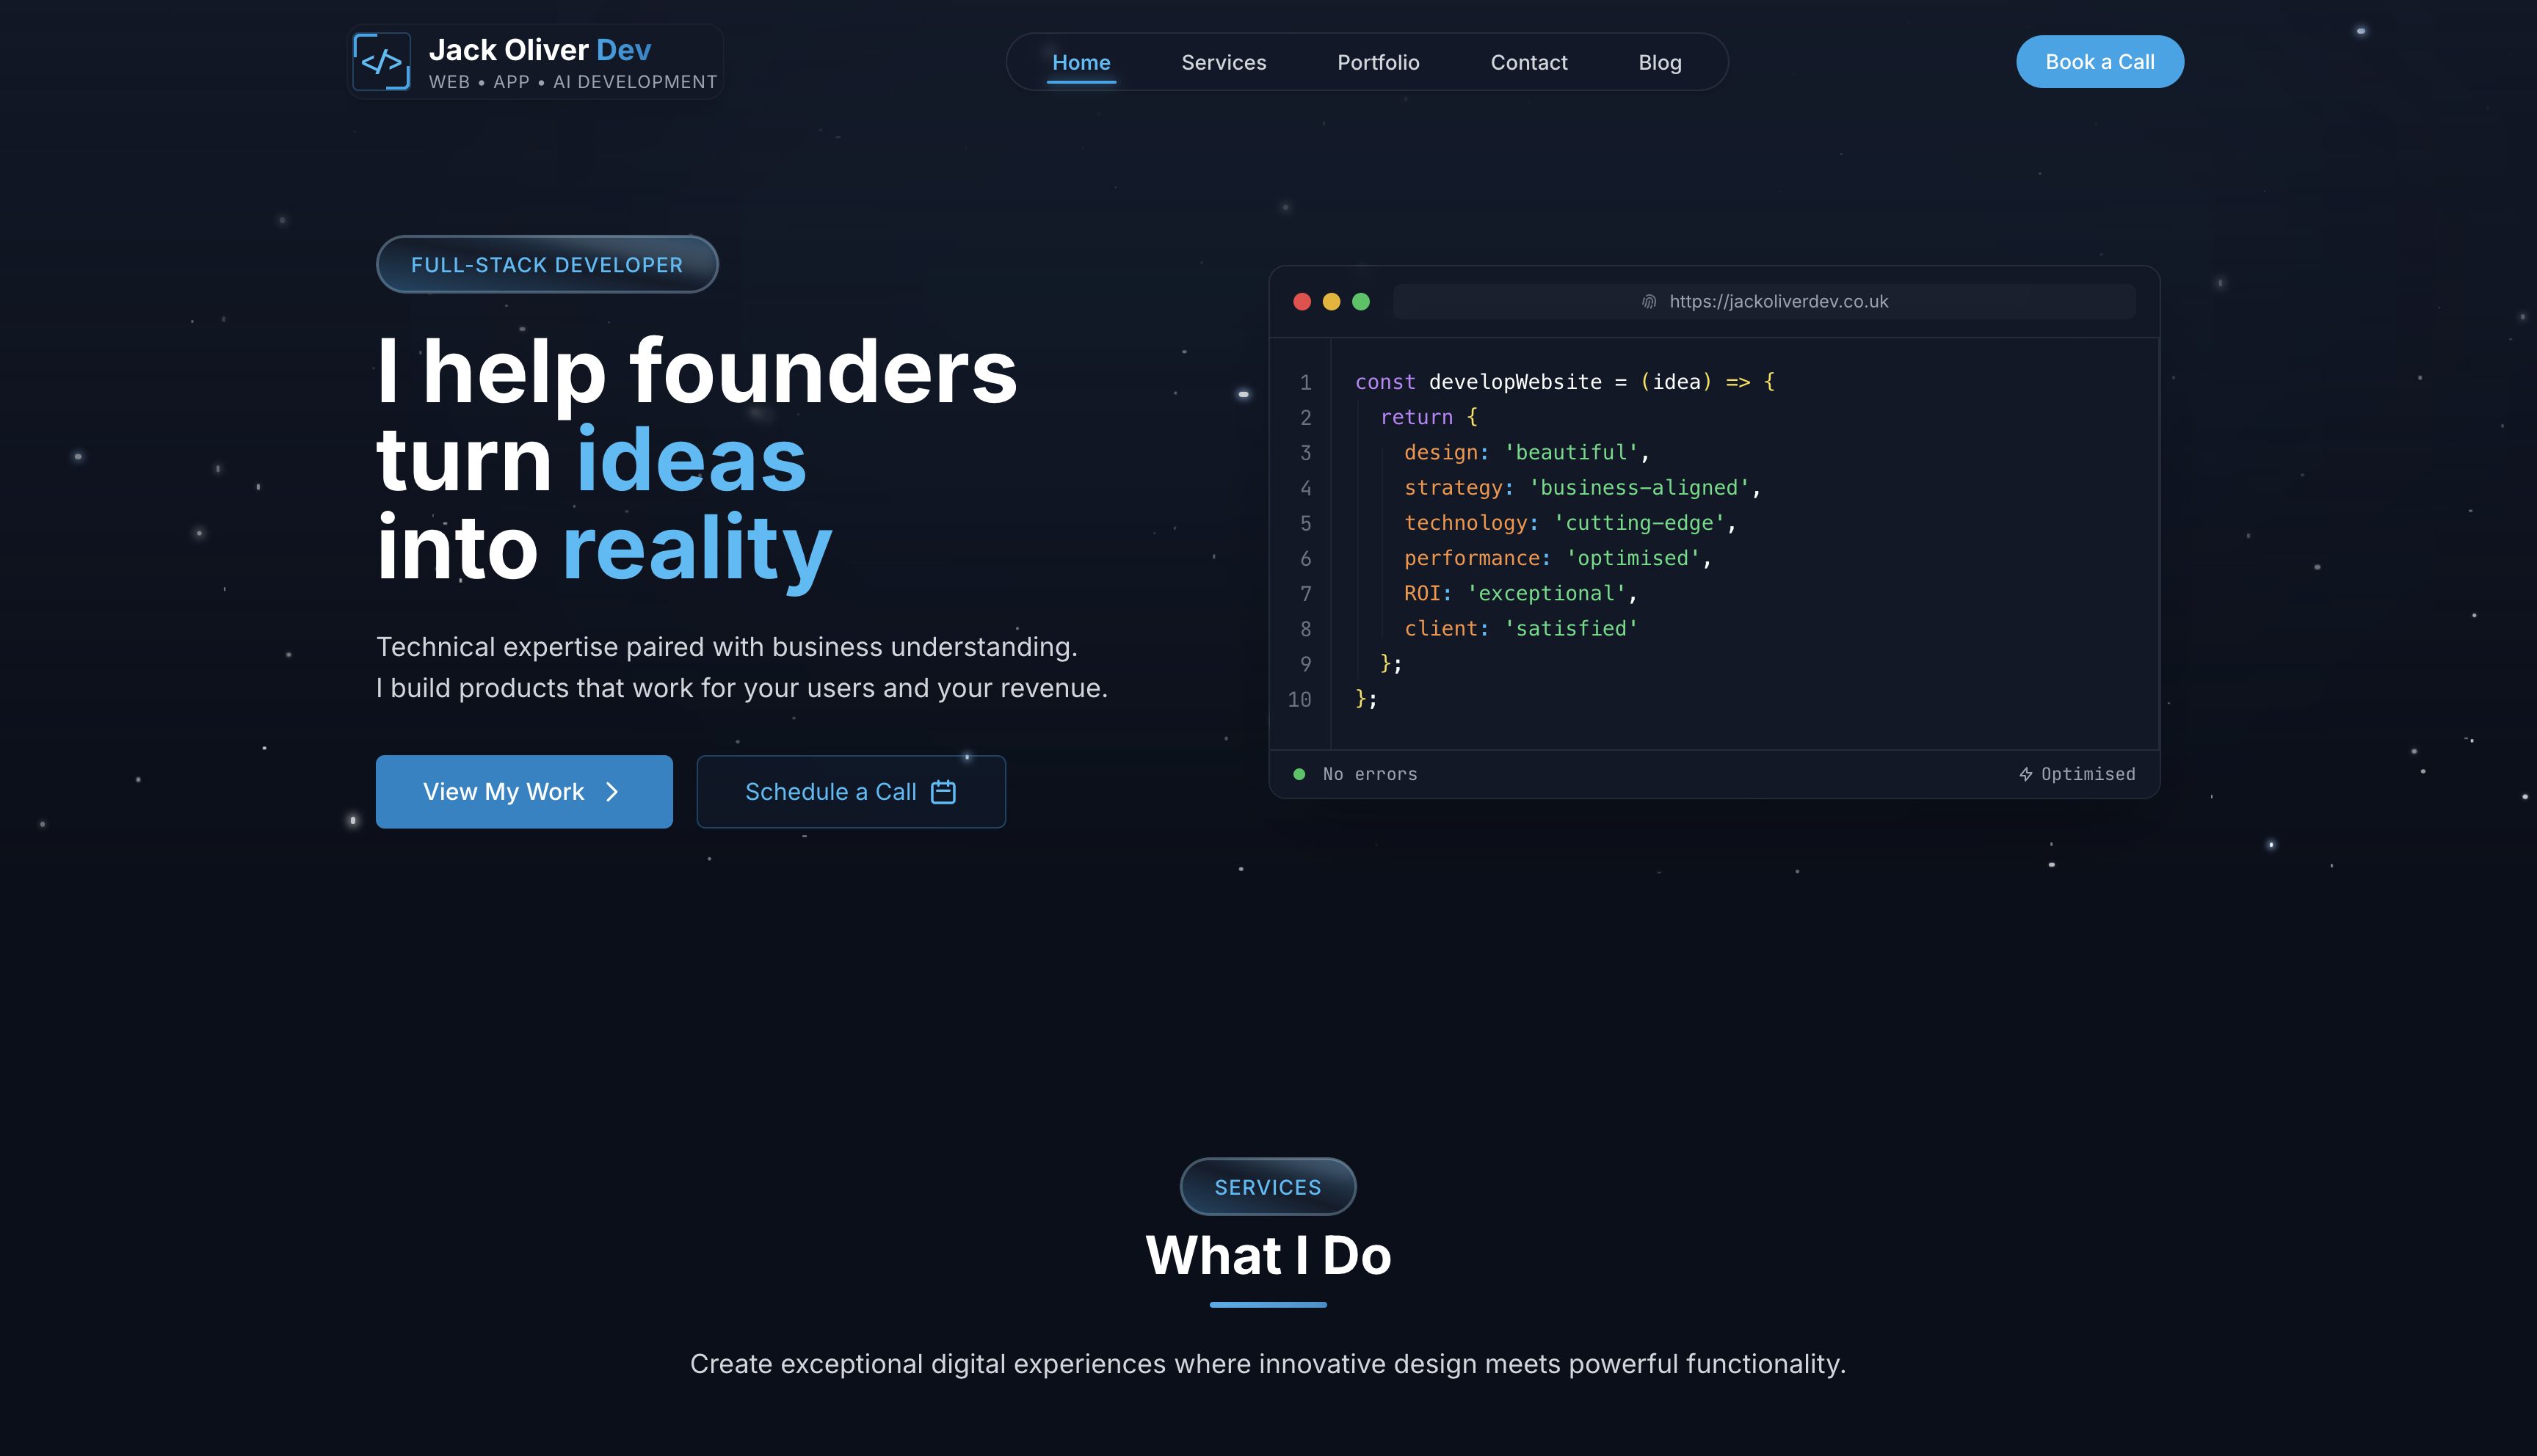 </>
Jack Oliver Dev
WEB • APP • AI DEVELOPMENT
Home
Services
Portfolio
Contact
Blog
Book a Call
FULL-STACK DEVELOPER
I help founders
turn ideas
into reality
Technical expertise paired with business understanding.
I build products that work for your users and your revenue.
View My Work
Schedule a Call
https://jackoliverdev.co.uk
1 const developWebsite = (idea) => {
2 return {
3 design: 'beautiful',
4 strategy: 'business-aligned',
5 technology: 'cutting-edge',
6 performance: 'optimised',
7 ROI: 'exceptional',
8 client: 'satisfied'
9 };
10 };
No errors
Optimised
SERVICES
What I Do
Create exceptional digital experiences where innovative design meets powerful functionality.